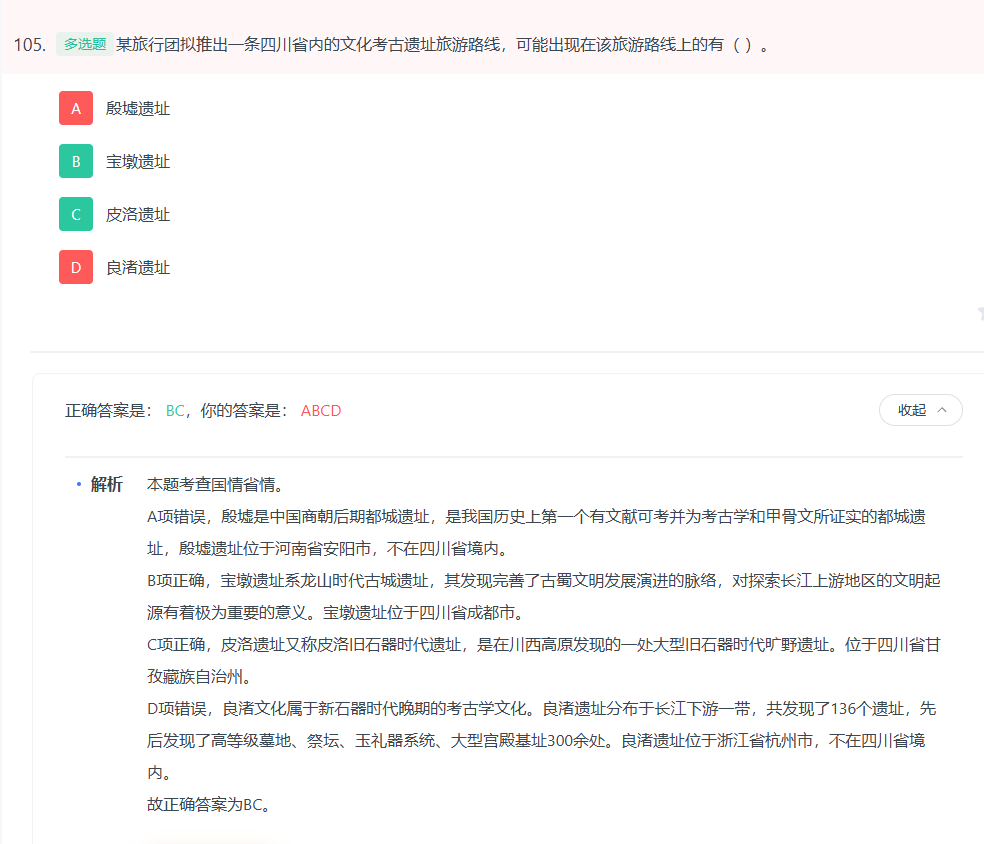 105. 多选题 某旅行团拟推出一条四川省内的文化考古遗址旅游路线，可能出现在该旅游路线上的有（ ）。
A 殷墟遗址
B 宝墩遗址
C 皮洛遗址
D 良渚遗址
正确答案是： BC，你的答案是： ABCD 收起
解析 本题考查国情省情。
A项错误，殷墟是中国商朝后期都城遗址，是我国历史上第一个有文献可考并为考古学和甲骨文所证实的都城遗
址，殷墟遗址位于河南省安阳市，不在四川省境内。
B项正确，宝墩遗址系龙山时代古城遗址，其发现完善了古蜀文明发展演进的脉络，对探索长江上游地区的文明起
源有着极为重要的意义。宝墩遗址位于四川省成都市。
C项正确，皮洛遗址又称皮洛旧石器时代遗址，是在川西高原发现的一处大型旧石器时代旷野遗址。位于四川省甘
孜藏族自治州。
D项错误，良渚文化属于新石器时代晚期的考古学文化。良渚遗址分布于长江下游一带，共发现了136个遗址，先
后发现了高等级墓地、祭坛、玉礼器系统、大型宫殿基址300余处。良渚遗址位于浙江省杭州市，不在四川省境
内。
故正确答案为BC。